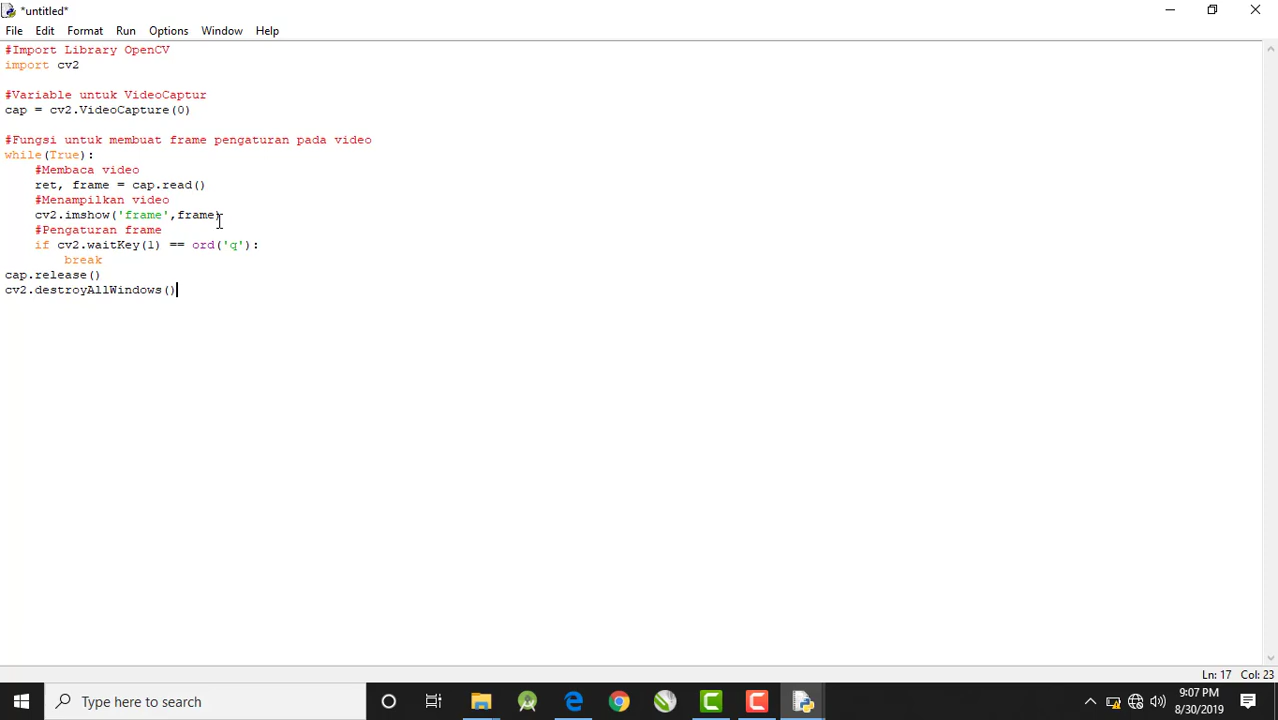 *untitled*
File Edit Format Run Options Window Help
#Import Library OpenCV
import cv2
#Variable untuk VideoCaptur
cap = cv2.VideoCapture(0)
#Fungsi untuk membuat frame pengaturan pada video
while(True):
    #Membaca video
    ret, frame = cap.read()
    #Menampilkan video
    cv2.imshow('frame',frame)
    #Pengaturan frame
    if cv2.waitKey(1) == ord('q'):
        break
cap.release()
cv2.destroyAllWindows()
Ln: 17 Col: 23
Type here to search
9:07 PM
8/30/2019